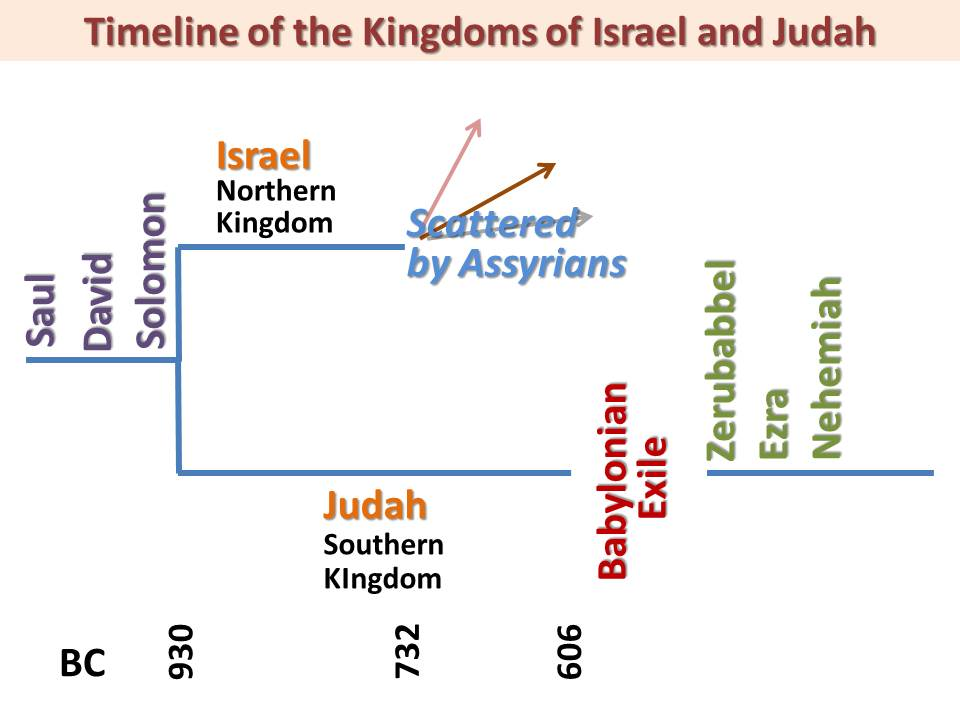 Timeline of the Kingdoms of Israel and Judah
Saul
David
Solomon
Israel
Northern
Kingdom
Scattered
by Assyrians
Judah
Southern
KIngdom
Babylonian
Exile
Zerubabbel
Ezra
Nehemiah
BC
930
732
606